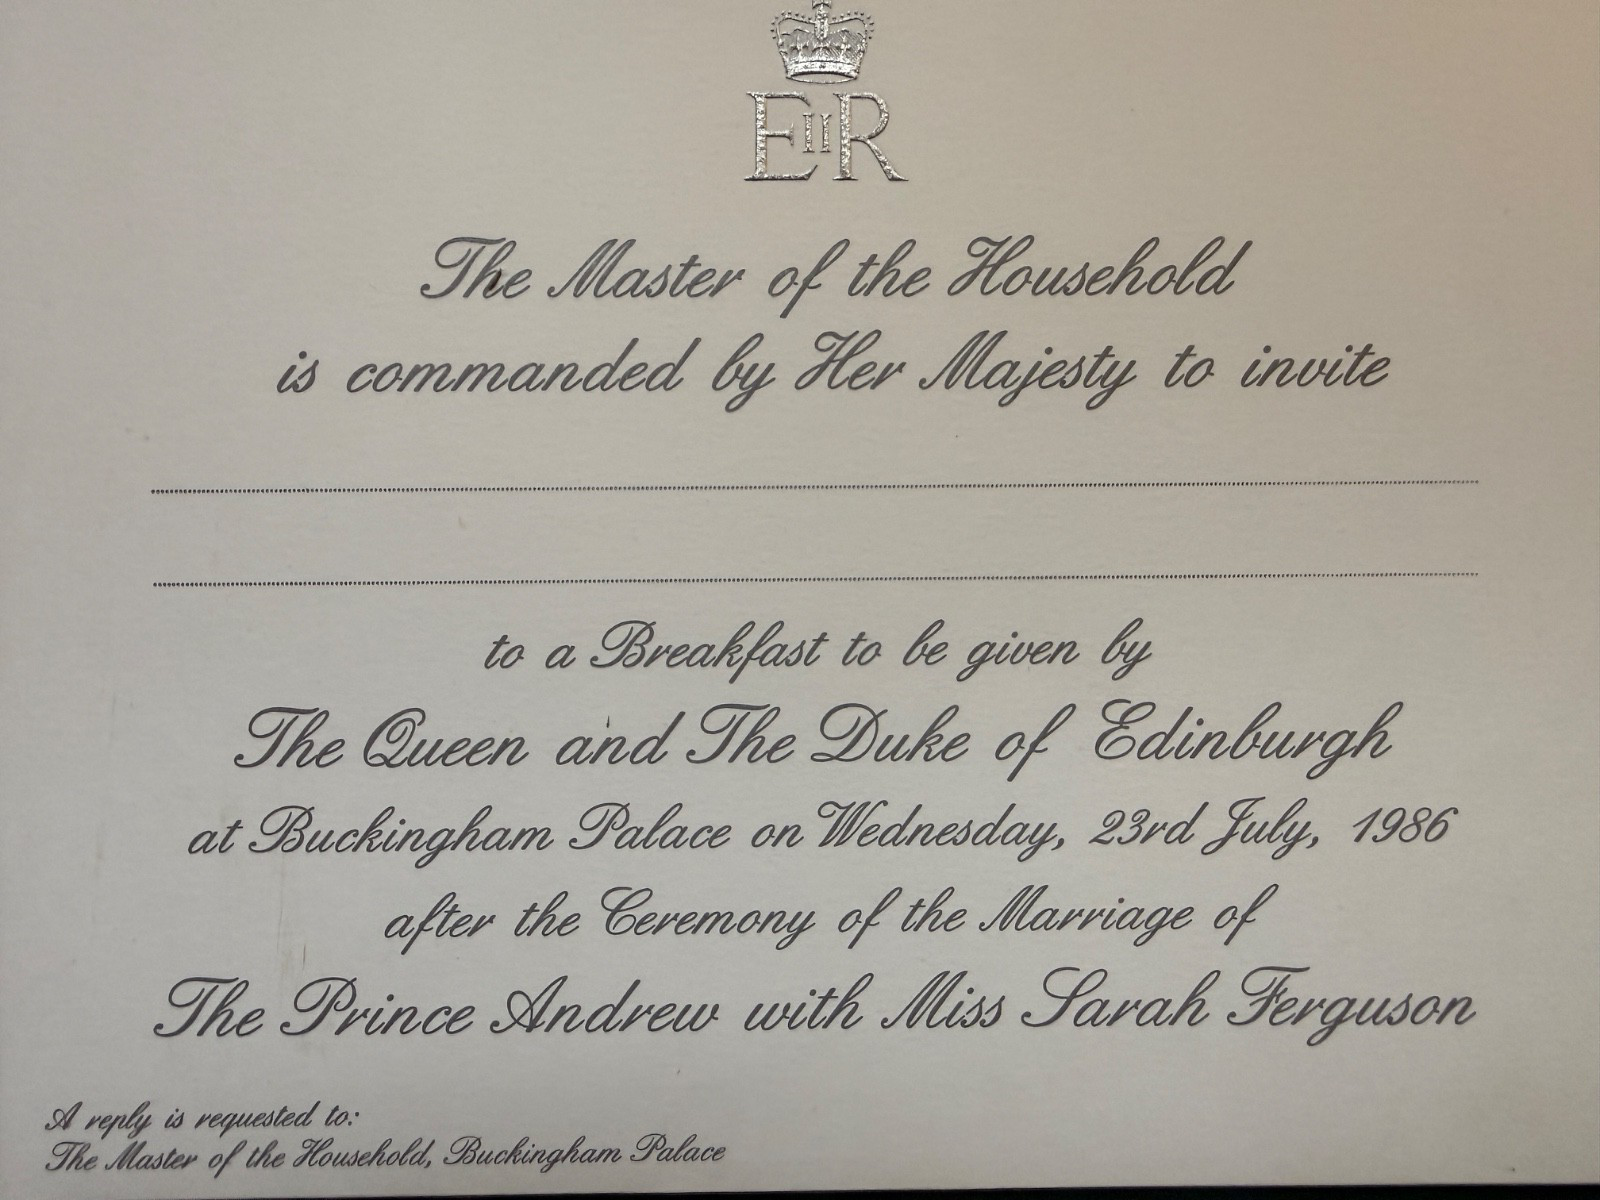 EIIR
The Master of the Household
is commanded by Her Majesty to invite
to a Breakfast to be given by
The Queen and The Duke of Edinburgh
at Buckingham Palace on Wednesday, 23rd July, 1986
after the Ceremony of the Marriage of
The Prince Andrew with Miss Sarah Ferguson
A reply is requested to:
The Master of the Household, Buckingham Palace